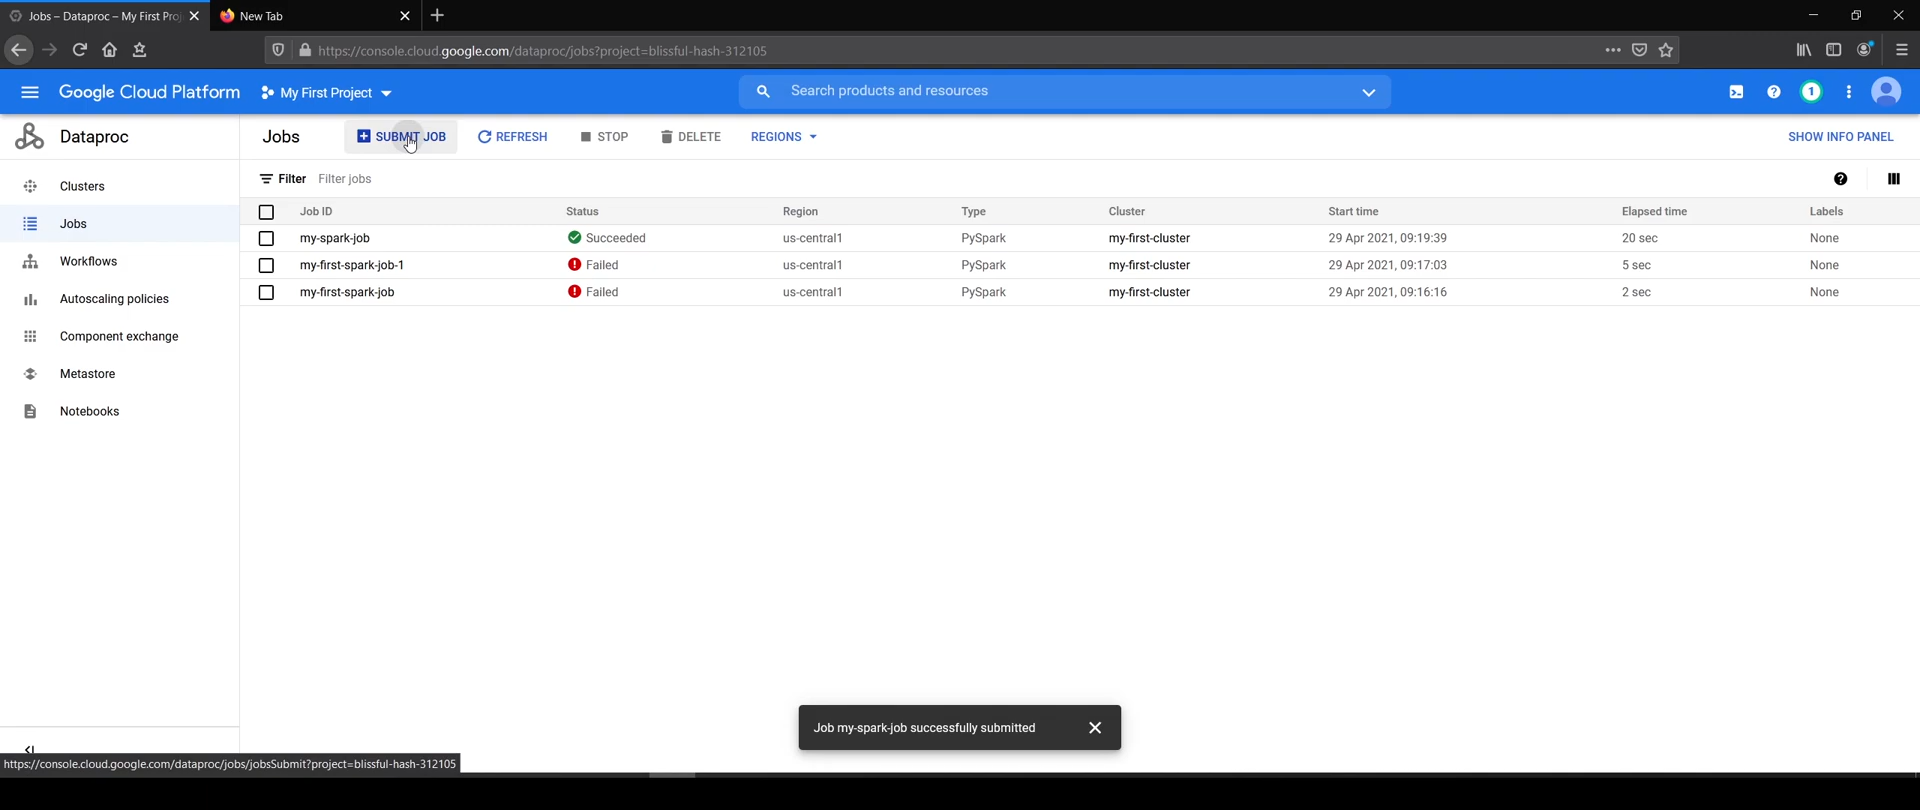 Jobs – Dataproc – My First Proj
New Tab
https://console.cloud.google.com/dataproc/jobs?project=blissful-hash-312105
Google Cloud Platform
My First Project
Search products and resources
1
Dataproc
Jobs
SUBMIT JOB
REFRESH
STOP
DELETE
REGIONS
SHOW INFO PANEL
Clusters
Jobs
Workflows
Autoscaling policies
Component exchange
Metastore
Notebooks
Filter Filter jobs
Job ID Status Region Type Cluster Start time Elapsed time Labels
my-spark-job Succeeded us-central1 PySpark my-first-cluster 29 Apr 2021, 09:19:39 20 sec None
my-first-spark-job-1 Failed us-central1 PySpark my-first-cluster 29 Apr 2021, 09:17:03 5 sec None
my-first-spark-job Failed us-central1 PySpark my-first-cluster 29 Apr 2021, 09:16:16 2 sec None
Job my-spark-job successfully submitted
https://console.cloud.google.com/dataproc/jobs/jobsSubmit?project=blissful-hash-312105